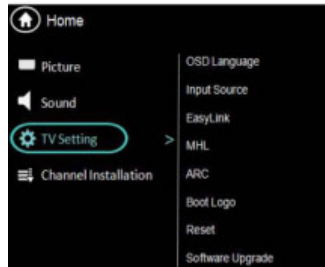 Home
Picture
Sound
TV Setting >
Channel Installation
OSD Language
Input Source
EasyLink
MHL
ARC
Boot Logo
Reset
Software Upgrade